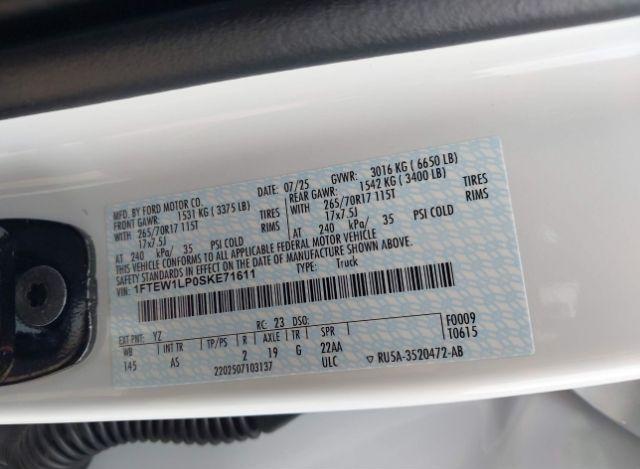 MFD. BY FORD MOTOR CO. DATE: 07/25 GVWR: 3016 KG ( 6650 LB)
FRONT GAWR: 1531 KG ( 3375 LB) REAR GAWR: 1542 KG ( 3400 LB)
WITH 265/70R17 115T TIRES WITH 265/70R17 115T TIRES
17x7.5J RIMS 17x7.5J RIMS
AT 240 kPa/ 35 PSI COLD AT 240 kPa/ 35 PSI COLD
THIS VEHICLE CONFORMS TO ALL APPLICABLE FEDERAL MOTOR VEHICLE
SAFETY AND THEFT PREVENTION STANDARDS IN EFFECT ON THE DATE OF MANUFACTURE SHOWN ABOVE.
VIN: 1FTEW1LP0SKE71611 TYPE: Truck
EXT PNT: YZ RC: 23 DSO: F0009
WB INT TR TP/PS R AXLE TR SPR T0615
145 AS 2 19 G 22AA
2202507103137 ULC ▽ RU5A-3520472-AB